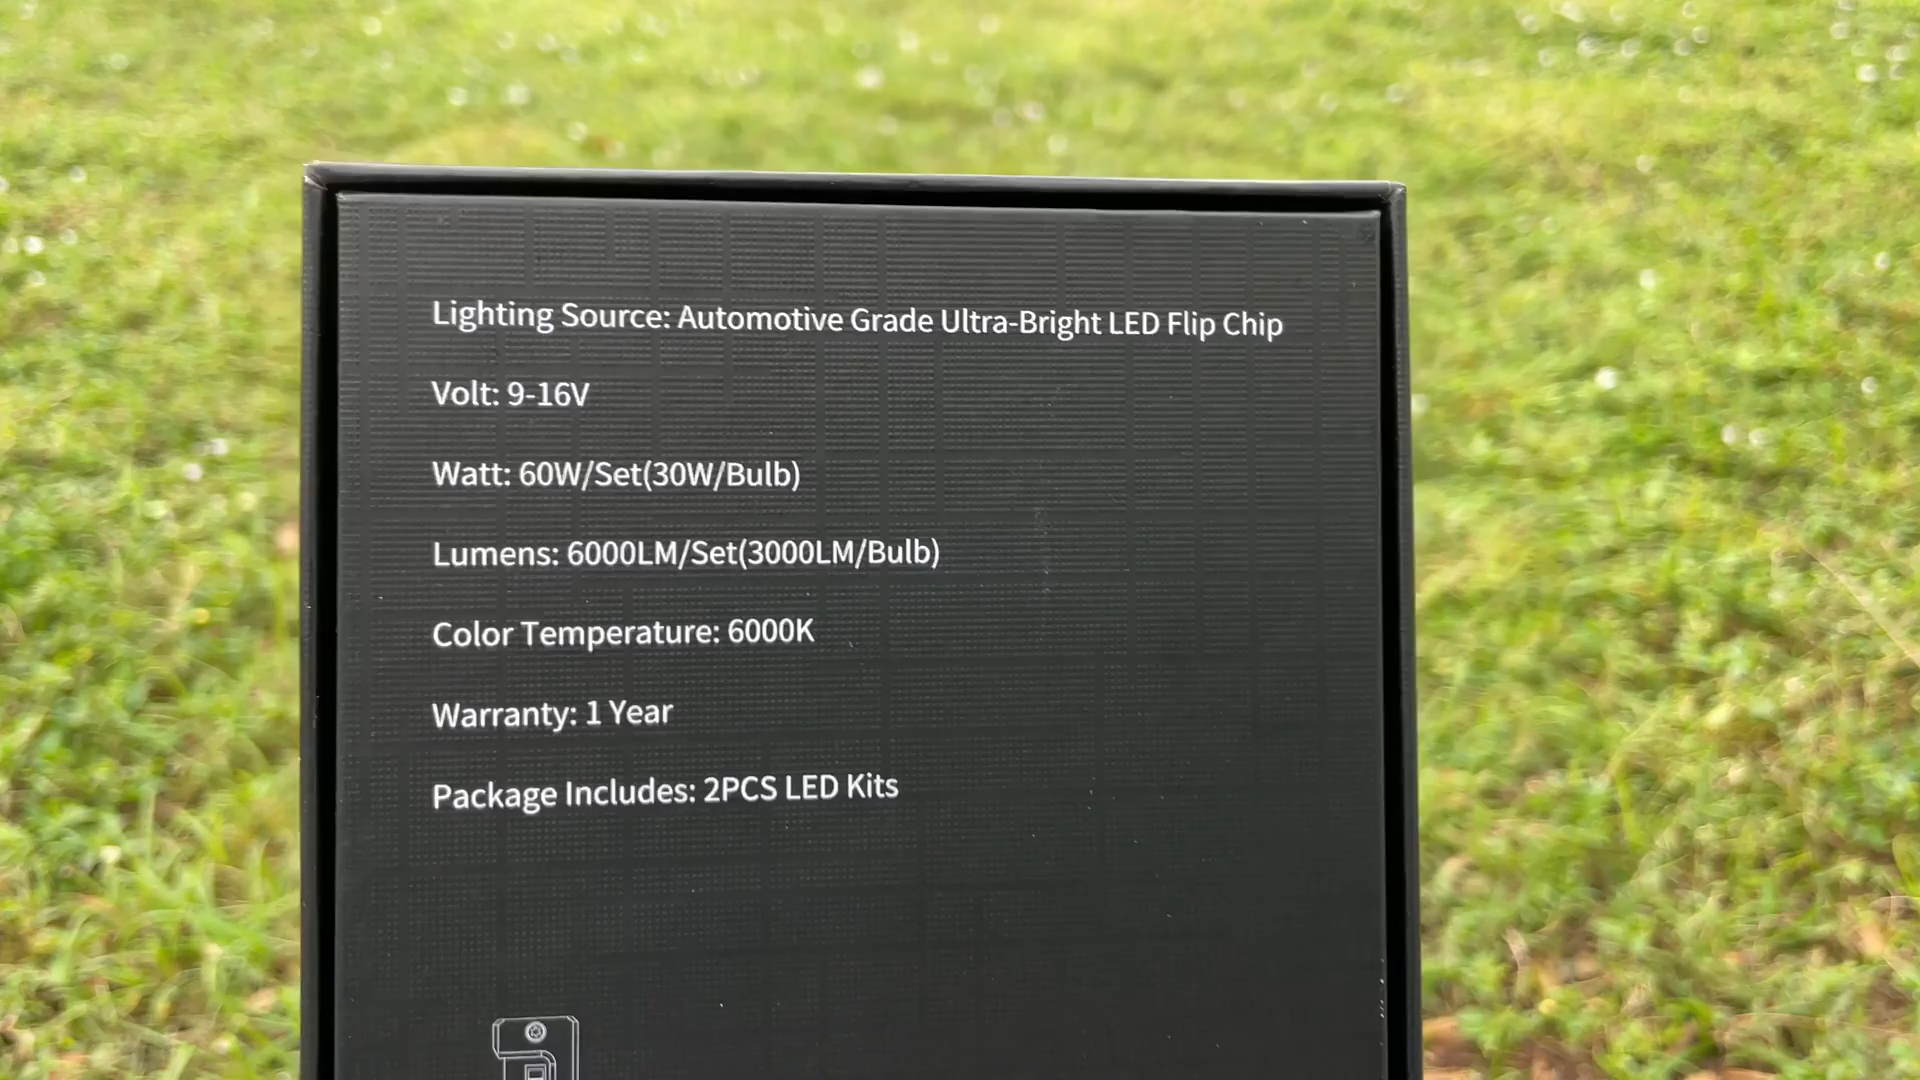 Lighting Source: Automotive Grade Ultra-Bright LED Flip Chip
Volt: 9-16V
Watt: 60W/Set(30W/Bulb)
Lumens: 6000LM/Set(3000LM/Bulb)
Color Temperature: 6000K
Warranty: 1 Year
Package Includes: 2PCS LED Kits